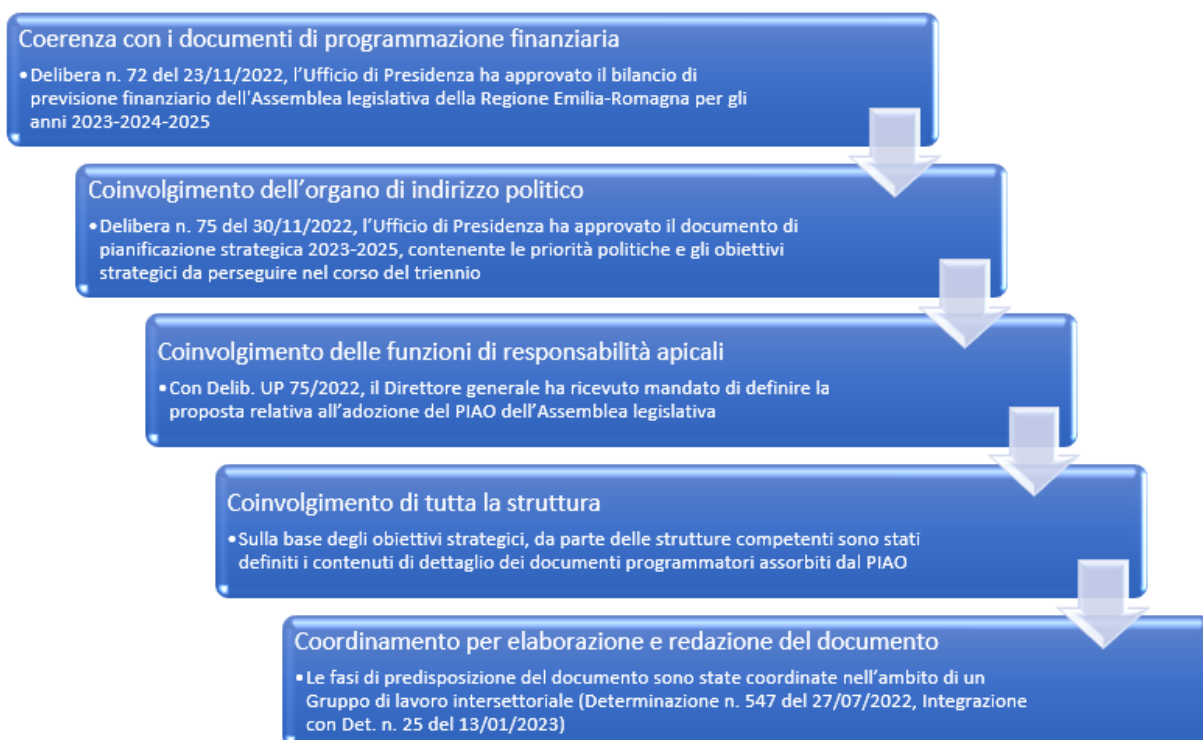 Coerenza con i documenti di programmazione finanziaria
•Delibera n. 72 del 23/11/2022, l’Ufficio di Presidenza ha approvato il bilancio di
previsione finanziario dell'Assemblea legislativa della Regione Emilia-Romagna per gli
anni 2023-2024-2025
Coinvolgimento dell’organo di indirizzo politico
•Delibera n. 75 del 30/11/2022, l’Ufficio di Presidenza ha approvato il documento di
pianificazione strategica 2023-2025, contenente le priorità politiche e gli obiettivi
strategici da perseguire nel corso del triennio
Coinvolgimento delle funzioni di responsabilità apicali
•Con Delib. UP 75/2022, il Direttore generale ha ricevuto mandato di definire la
proposta relativa all’adozione del PIAO dell’Assemblea legislativa
Coinvolgimento di tutta la struttura
•Sulla base degli obiettivi strategici, da parte delle strutture competenti sono stati
definiti i contenuti di dettaglio dei documenti programmatori assorbiti dal PIAO
Coordinamento per elaborazione e redazione del documento
•Le fasi di predisposizione del documento sono state coordinate nell’ambito di un
Gruppo di lavoro intersettoriale (Determinazione n. 547 del 27/07/2022, Integrazione
con Det. n. 25 del 13/01/2023)